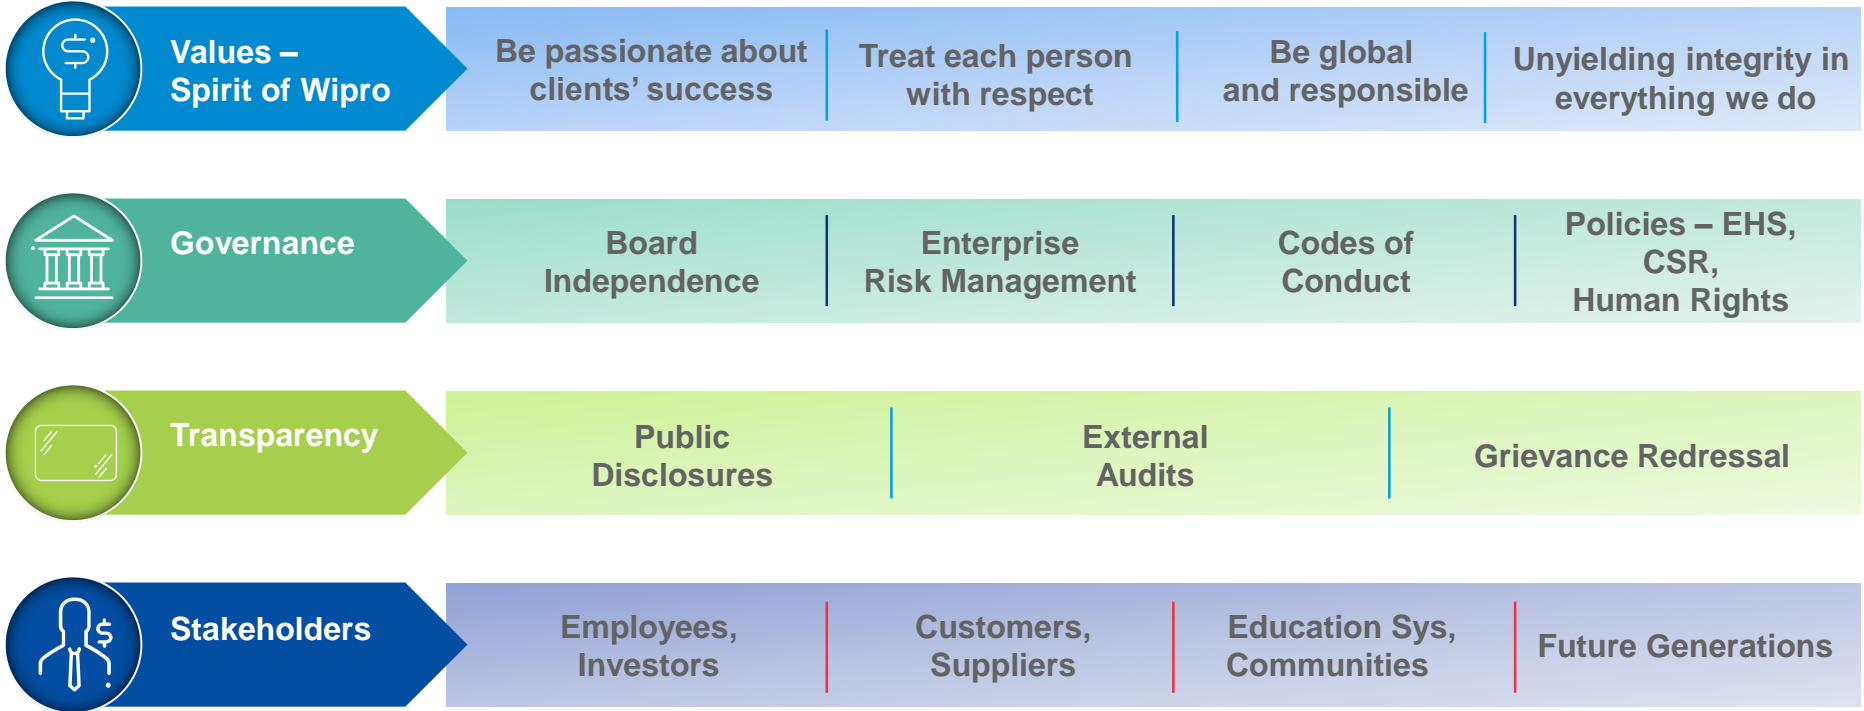 Values –
Spirit of Wipro
Be passionate about
clients’ success
Treat each person
with respect
Be global
and responsible
Unyielding integrity in
everything we do
Governance
Board
Independence
Enterprise
Risk Management
Codes of
Conduct
Policies – EHS,
CSR,
Human Rights
Transparency
Public
Disclosures
External
Audits
Grievance Redressal
Stakeholders
Employees,
Investors
Customers,
Suppliers
Education Sys,
Communities
Future Generations